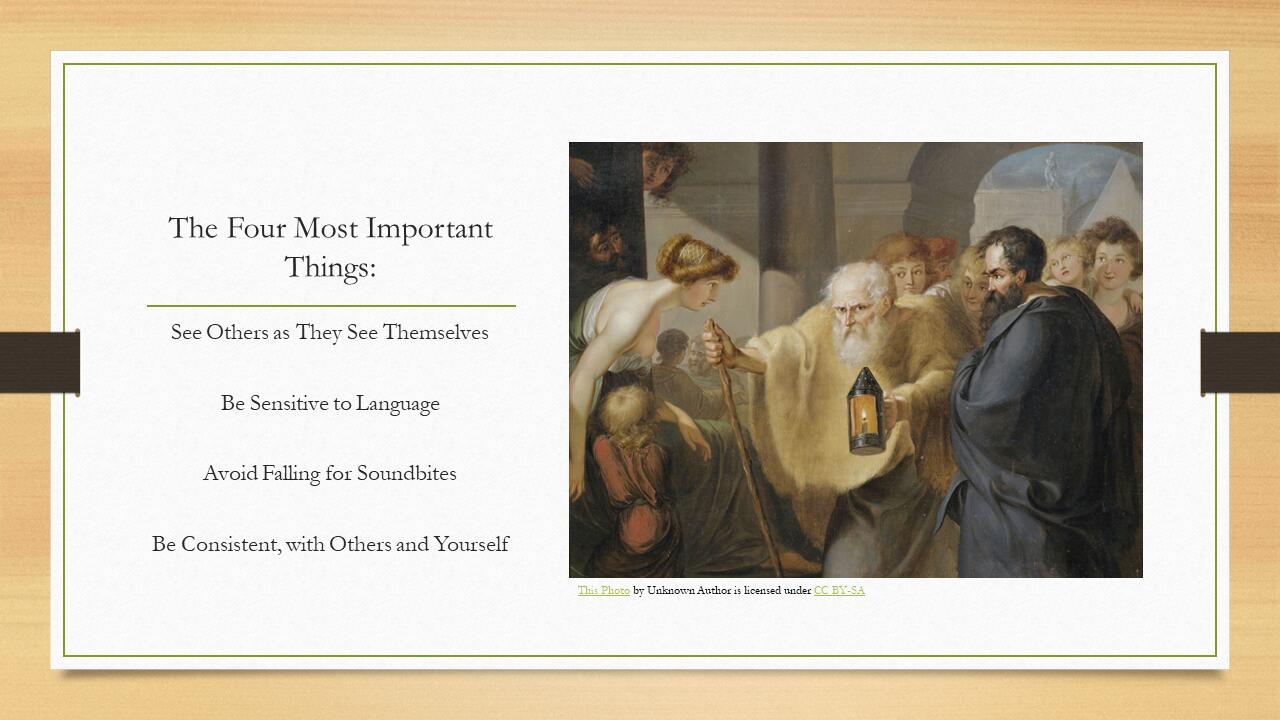 The Four Most Important
Things:
See Others as They See Themselves
Be Sensitive to Language
Avoid Falling for Soundbites
Be Consistent, with Others and Yourself
This Photo by Unknown Author is licensed under CC BY-SA